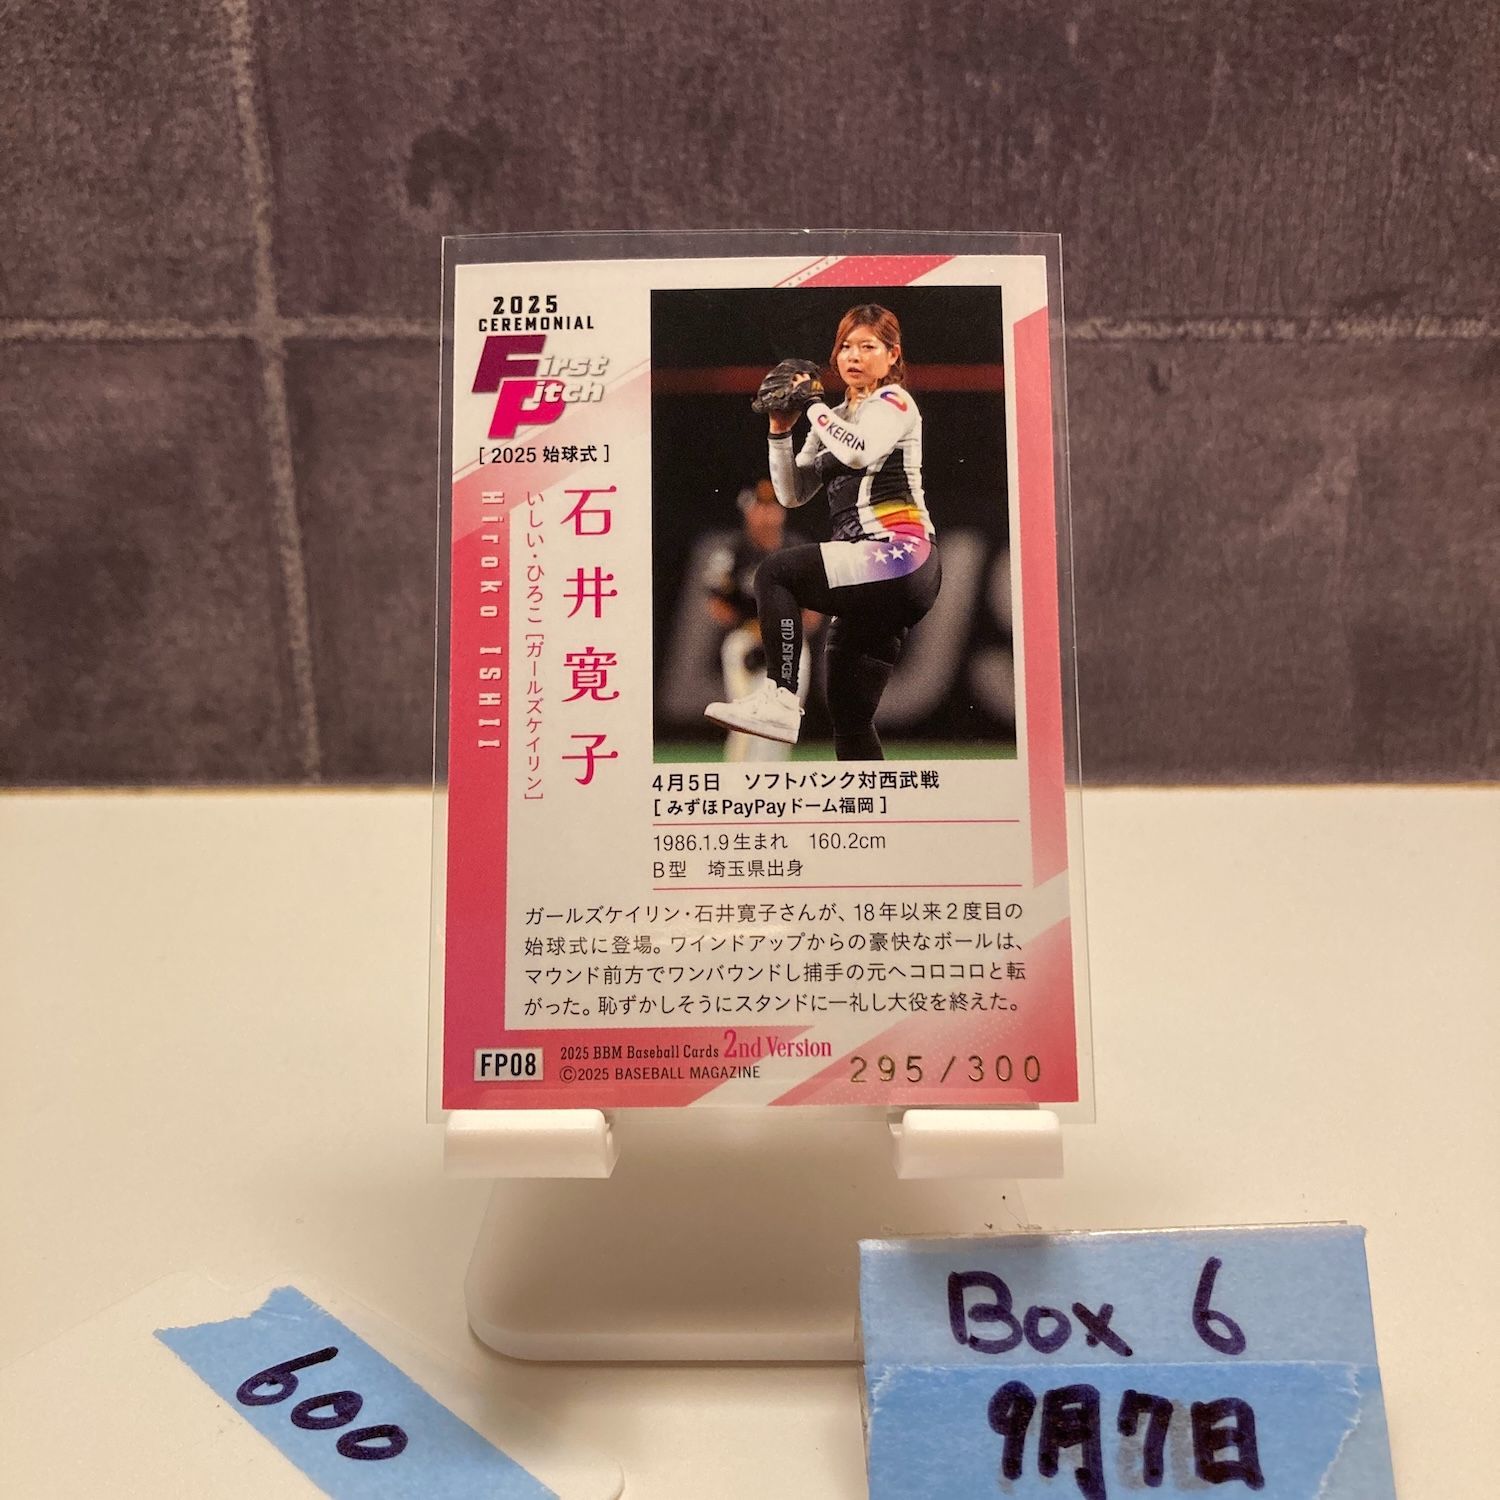 2025
CEREMONIAL
First
Pitch
[ 2025 始球式 ]
石井寛子
いしい・ひろこ [ガールズケイリン]
Hiroko ISHII
KEIRIN
MEDALIST CLUB
4月5日　ソフトバンク対西武戦
[ みずほPayPayドーム福岡 ]
1986.1.9生まれ　160.2cm
B型　埼玉県出身
ガールズケイリン・石井寛子さんが、18年以来2度目の
始球式に登場。ワインドアップからの豪快なボールは、
マウンド前方でワンバウンドし捕手の元へコロコロと転
がった。恥ずかしそうにスタンドに一礼し大役を終えた。
FP08
2025 BBM Baseball Cards 2nd Version
©2025 BASEBALL MAGAZINE
295/300
600
Box 6
9月7日